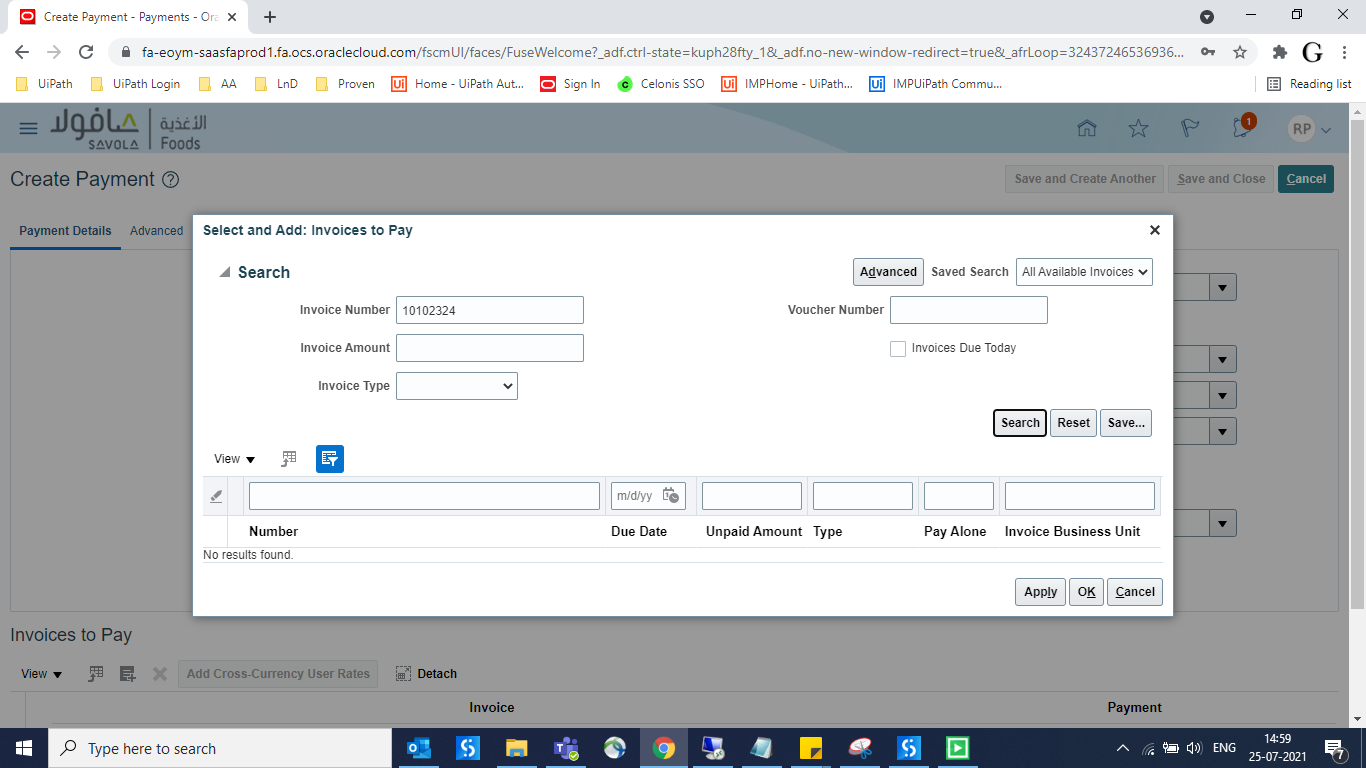 Create Payment - Payments - Ora
fa-eoym-saasfaprod1.fa.ocs.oraclecloud.com/fscmUI/faces/FuseWelcome?_adf.ctrl-state=kuph28fty_1&_adf.no-new-window-redirect=true&_afrLoop=32437246536936...
UiPath UiPath Login AA LnD Proven Home - UiPath Aut... Sign In Celonis SSO IMPHome - UiPath... IMPUiPath Commu... Reading list
صافولا الأغذية
SAVOLA Foods
1
RP
Create Payment
Save and Create Another Save and Close Cancel
Payment Details Advanced
Select and Add: Invoices to Pay
Search
Advanced Saved Search All Available Invoices
Invoice Number 10102324 Voucher Number
Invoice Amount Invoices Due Today
Invoice Type
Search Reset Save...
View
m/d/yy
Number Due Date Unpaid Amount Type Pay Alone Invoice Business Unit
No results found.
Apply OK Cancel
Invoices to Pay
View Add Cross-Currency User Rates Detach
Invoice Payment
Type here to search
ENG
14:59
25-07-2021
7